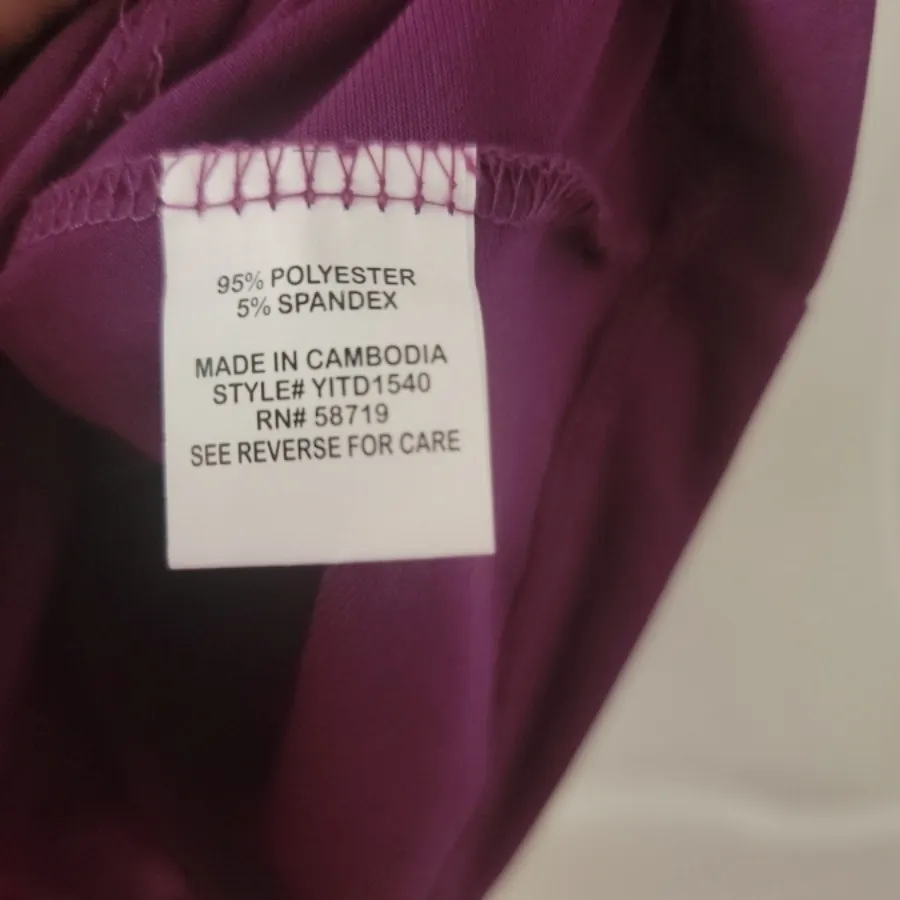 95% POLYESTER
5% SPANDEX
MADE IN CAMBODIA
STYLE# YITD1540
RN# 58719
SEE REVERSE FOR CARE